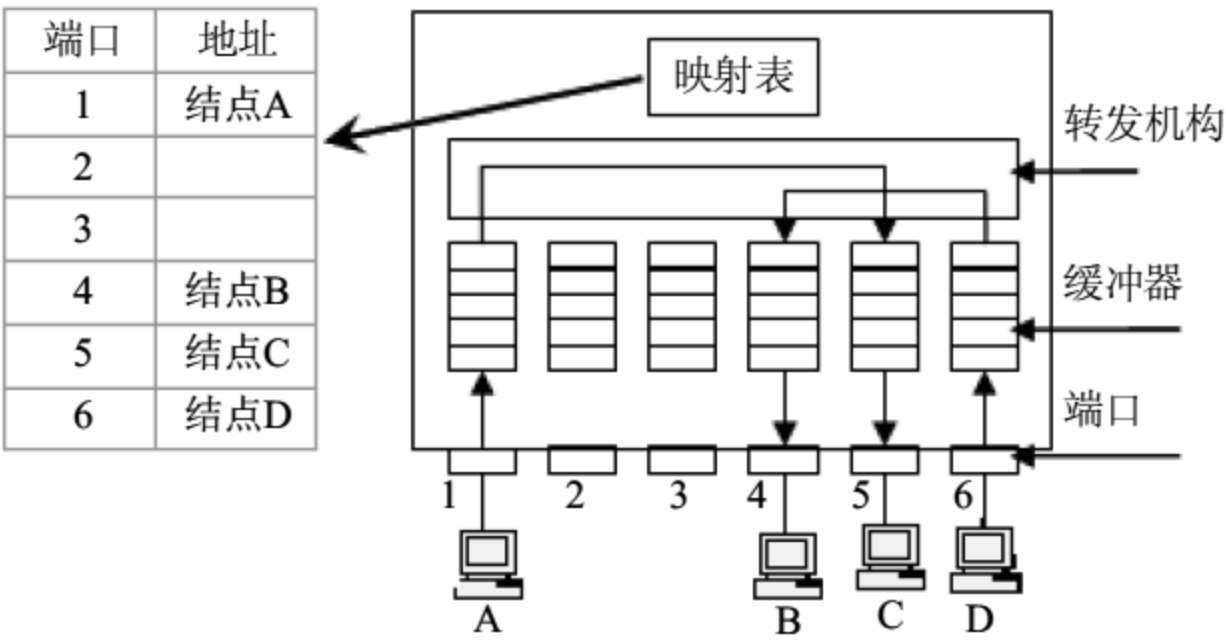 端口 地址
1 结点A
2
3
4 结点B
5 结点C
6 结点D
映射表
转发机构
缓冲器
端口
1 2 3 4 5 6
A B C D